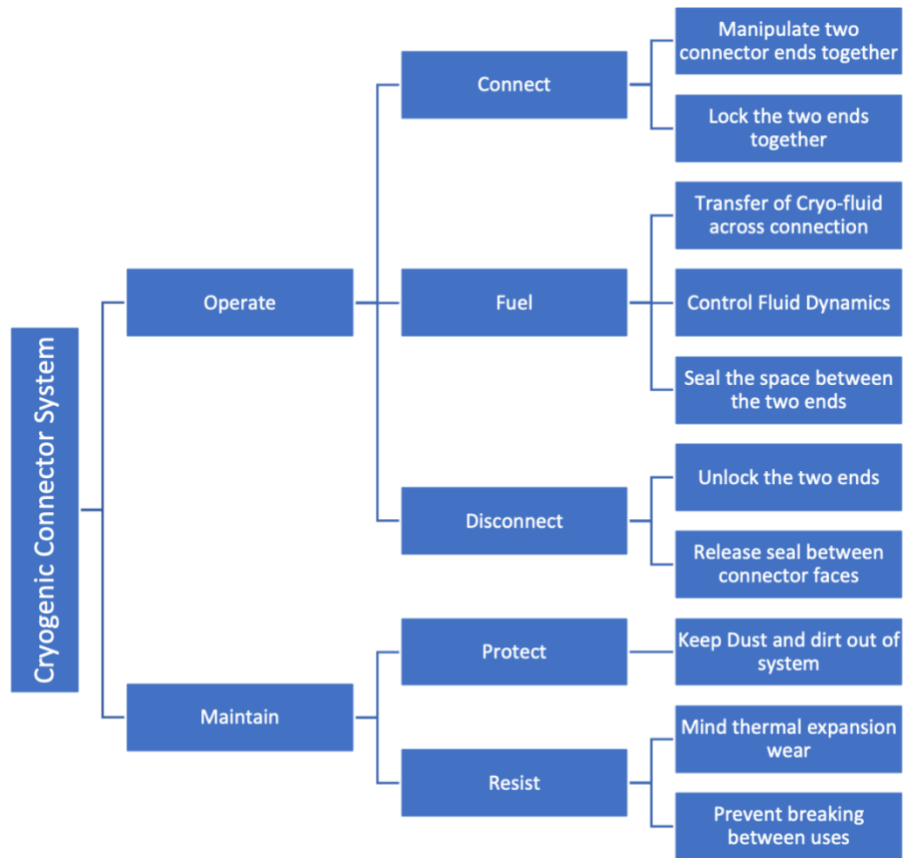 Cryogenic Connector System
Operate
Maintain
Connect
Fuel
Disconnect
Protect
Resist
Manipulate two
connector ends together
Lock the two ends
together
Transfer of Cryo-fluid
across connection
Control Fluid Dynamics
Seal the space between
the two ends
Unlock the two ends
Release seal between
connector faces
Keep Dust and dirt out of
system
Mind thermal expansion
wear
Prevent breaking
between uses